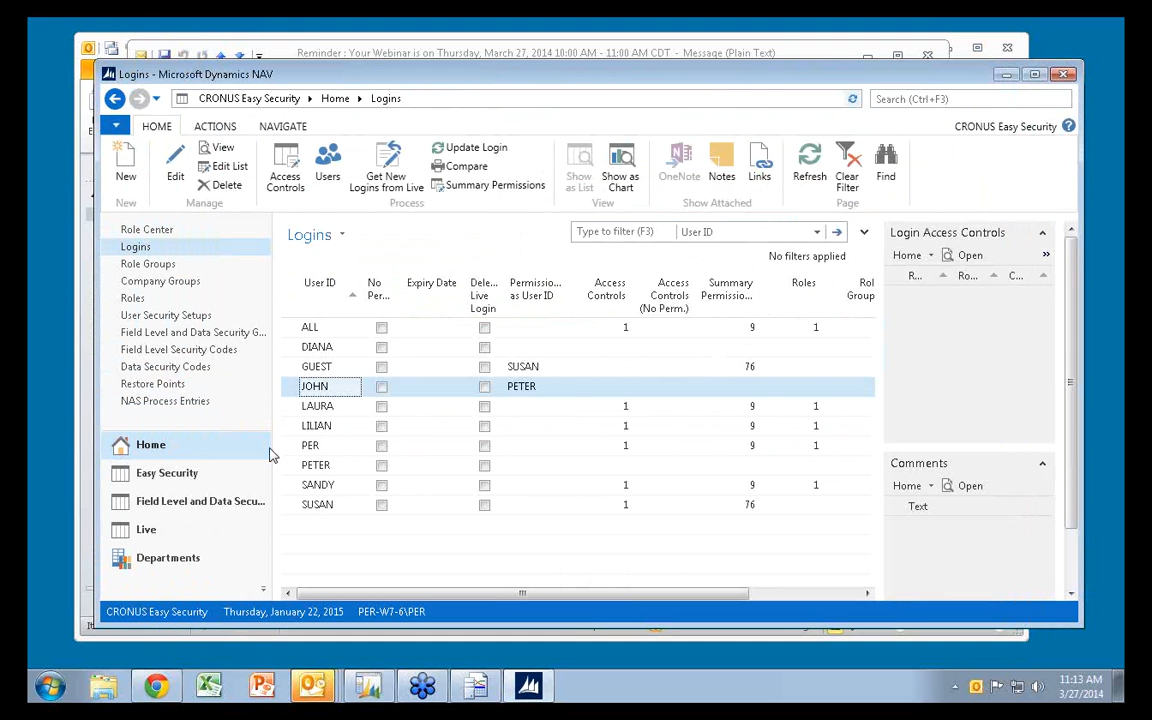 Reminder : Your Webinar is on Thursday, March 27, 2014 10:00 AM - 11:00 AM CDT - Message (Plain Text)
Logins - Microsoft Dynamics NAV
CRONUS Easy Security
Home
Logins
Search (Ctrl+F3)
HOME
ACTIONS
NAVIGATE
CRONUS Easy Security
New
Edit
View
Edit List
Delete
Access Controls
Users
Get New Logins from Live
Update Login
Compare
Summary Permissions
Show as List
Show as Chart
OneNote
Notes
Links
Refresh
Clear Filter
Find
New
Manage
Process
View
Show Attached
Page
Role Center
Logins
Role Groups
Company Groups
Roles
User Security Setups
Field Level and Data Security G...
Field Level Security Codes
Data Security Codes
Restore Points
NAS Process Entries
Home
Easy Security
Field Level and Data Secu...
Live
Departments
Logins
Type to filter (F3)
User ID
No filters applied
User ID
No Per...
Expiry Date
Dele... Live Login
Permissio... as User ID
Access Controls
Access Controls (No Perm.)
Summary Permissio...
Roles
Rol Group
ALL 1 9 1
DIANA
GUEST SUSAN 76
JOHN PETER
LAURA 1 9 1
LILIAN 1 9 1
PER 1 9 1
PETER
SANDY 1 9 1
SUSAN 1 76
Login Access Controls
Home
Open
R...
Ro...
C...
Comments
Home
Open
Text
CRONUS Easy Security
Thursday, January 22, 2015
PER-W7-6\PER
11:13 AM
3/27/2014